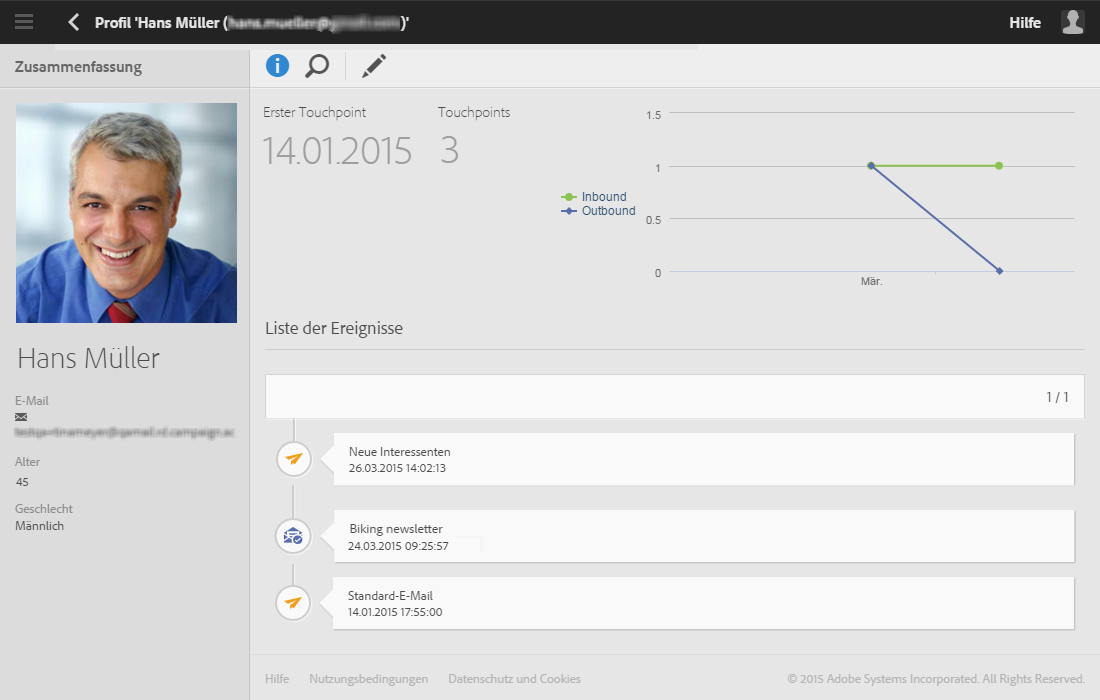 Profil 'Hans Müller (                    )'
Hilfe
Zusammenfassung
Hans Müller
E-Mail
Alter
45
Geschlecht
Männlich
Erster Touchpoint
14.01.2015
Touchpoints
3
Inbound
Outbound
1.5
1
0.5
0
Mär.
Liste der Ereignisse
1 / 1
Neue Interessenten
26.03.2015 14:02:13
Biking newsletter
24.03.2015 09:25:57
Standard-E-Mail
14.01.2015 17:55:00
Hilfe
Nutzungsbedingungen
Datenschutz und Cookies
© 2015 Adobe Systems Incorporated. All Rights Reserved.